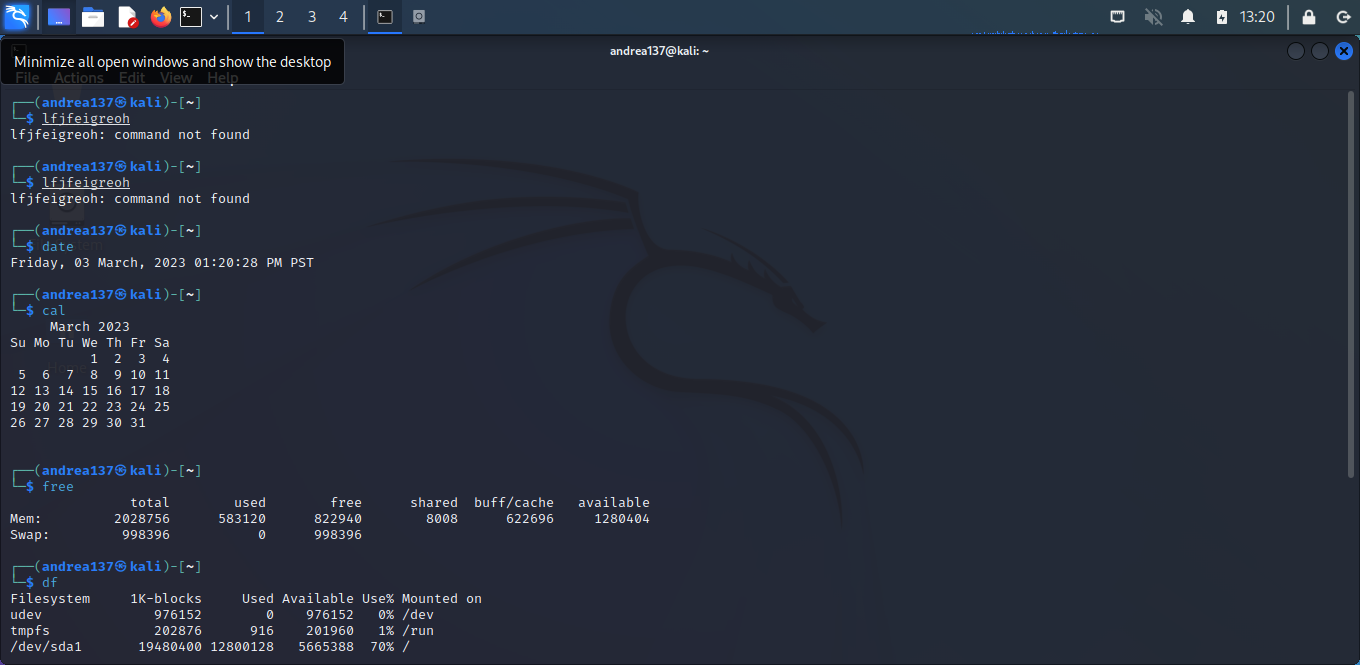 1 2 3 4 13:20
andrea137@kali: ~
Minimize all open windows and show the desktop
File Actions Edit View Help
┌──(andrea137㉿kali)-[~]
└─$ lfjfeigreoh
lfjfeigreoh: command not found
┌──(andrea137㉿kali)-[~]
└─$ lfjfeigreoh
lfjfeigreoh: command not found
┌──(andrea137㉿kali)-[~]
└─$ date
Friday, 03 March, 2023 01:20:28 PM PST
┌──(andrea137㉿kali)-[~]
└─$ cal
     March 2023
Su Mo Tu We Th Fr Sa
          1  2  3  4
 5  6  7  8  9 10 11
12 13 14 15 16 17 18
19 20 21 22 23 24 25
26 27 28 29 30 31
┌──(andrea137㉿kali)-[~]
└─$ free
               total        used        free      shared  buff/cache   available
Mem:         2028756      583120      822940        8008      622696     1280404
Swap:         998396           0      998396
┌──(andrea137㉿kali)-[~]
└─$ df
Filesystem     1K-blocks     Used Available Use% Mounted on
udev              976152        0    976152   0% /dev
tmpfs             202876      916    201960   1% /run
/dev/sda1       19480400 12800128   5665388  70% /